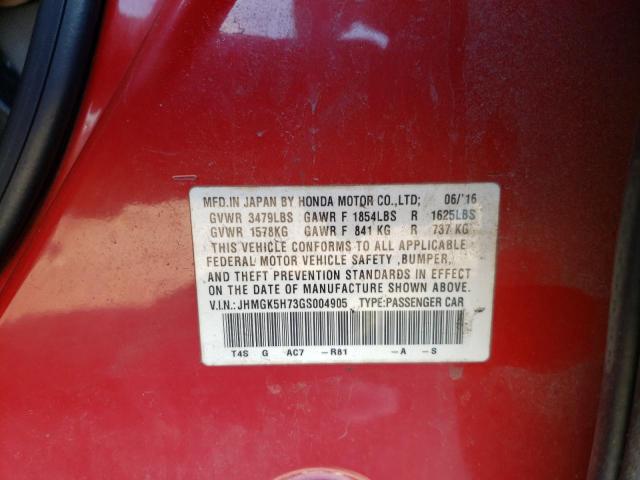 MFD.IN JAPAN BY HONDA MOTOR CO.,LTD; 06/'16
GVWR 3479LBS GAWR F 1854LBS R 1625LBS
GVWR 1578KG GAWR F 841 KG R 737 KG
THIS VEHICLE CONFORMS TO ALL APPLICABLE
FEDERAL MOTOR VEHICLE SAFETY ,BUMPER,
AND THEFT PREVENTION STANDARDS IN EFFECT
ON THE DATE OF MANUFACTURE SHOWN ABOVE.
V.I.N.:JHMGK5H73GS004905 TYPE:PASSENGER CAR
T4S G AC7 –R81 –A –S